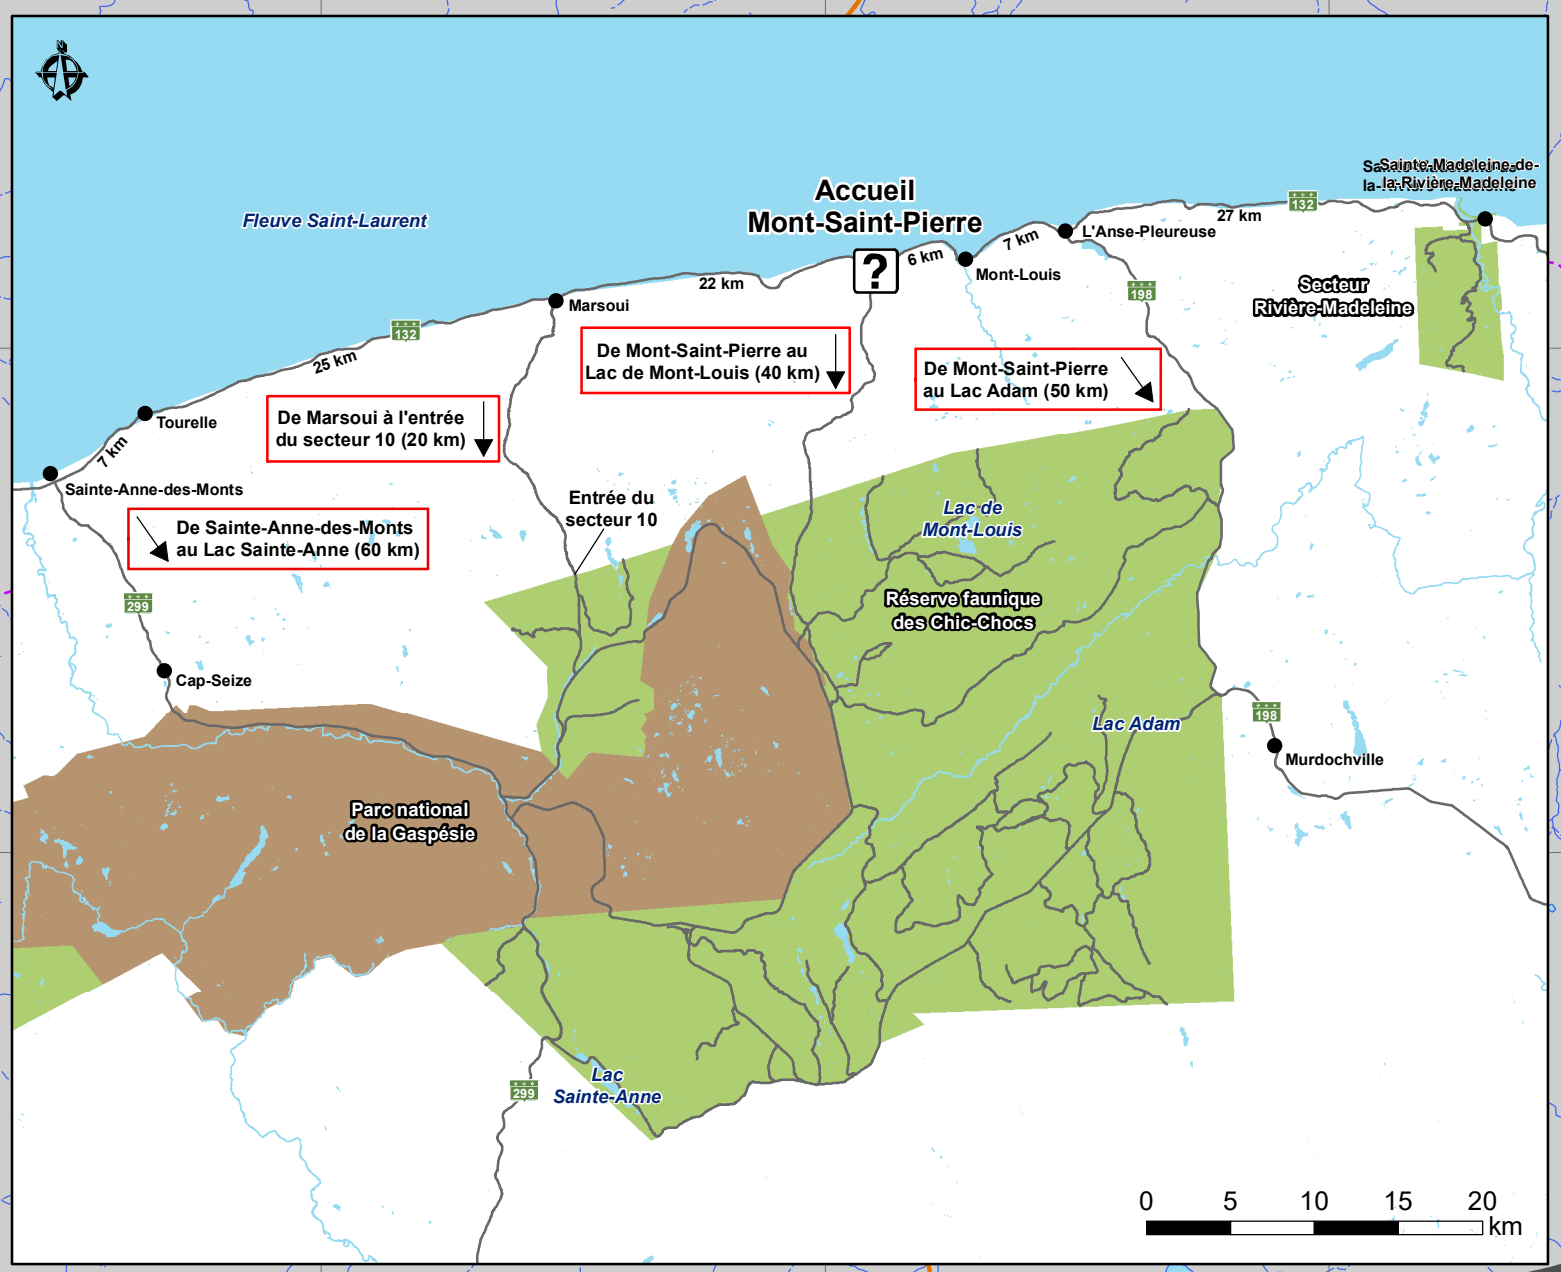 N
Sainte-Madeleine-de-
la-Rivière-Madeleine
Accueil
Mont-Saint-Pierre
Fleuve Saint-Laurent
132
27 km
7 km
L'Anse-Pleureuse
6 km
?
Mont-Louis
22 km
198
Secteur
Rivière-Madeleine
Marsoui
132
25 km
De Mont-Saint-Pierre au
Lac de Mont-Louis (40 km)
De Mont-Saint-Pierre
au Lac Adam (50 km)
De Marsoui à l'entrée
du secteur 10 (20 km)
Tourelle
7 km
Sainte-Anne-des-Monts
Entrée du
secteur 10
De Sainte-Anne-des-Monts
au Lac Sainte-Anne (60 km)
Lac de
Mont-Louis
299
Réserve faunique
des Chic-Chocs
Cap-Seize
Lac Adam
198
Murdochville
Parc national
de la Gaspésie
299
Lac
Sainte-Anne
0 5 10 15 20
km